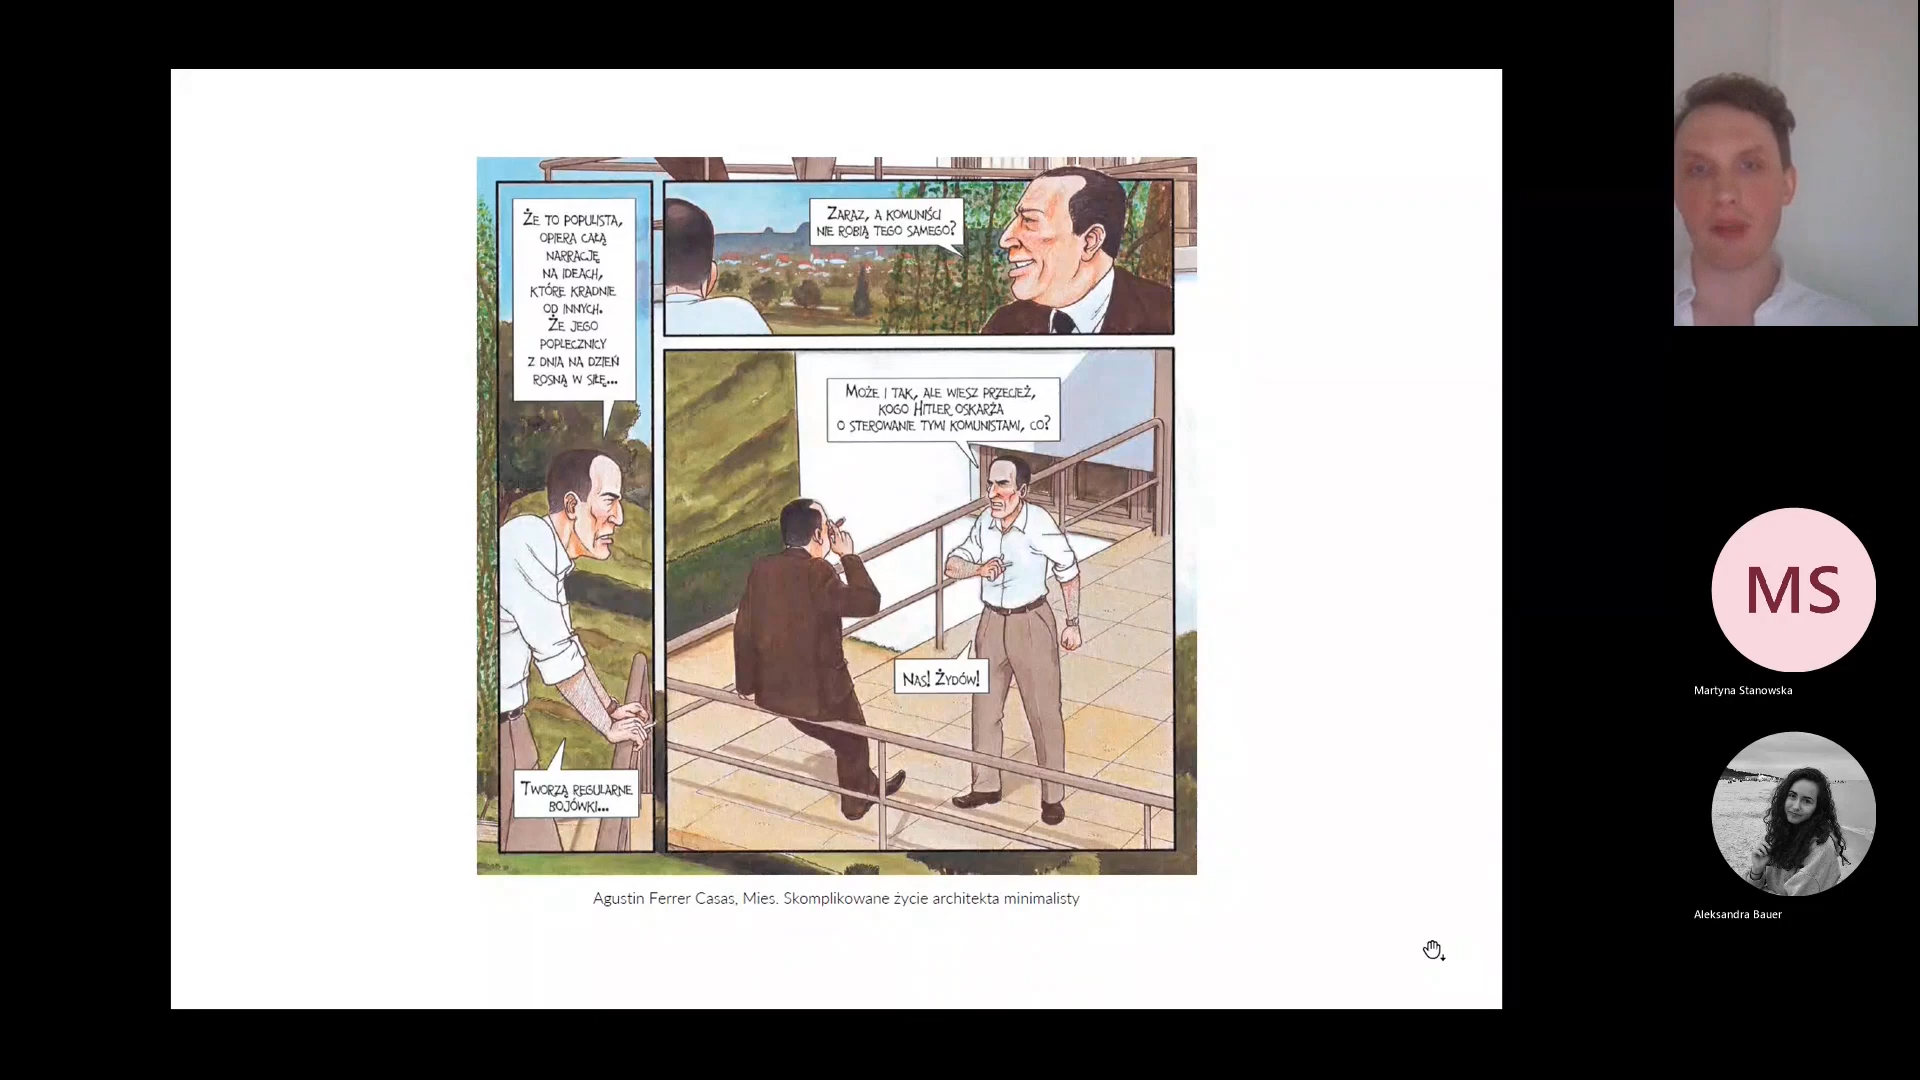 Że to populista,
opiera całą
narrację
na ideach,
które kradnie
od innych.
Że jego
poplecznicy
z dnia na dzień
rosną w siłę...
Tworzą regularne
bojówki...
Zaraz, a komuniści
nie robią tego samego?
Może i tak, ale wiesz przecież,
kogo Hitler oskarża
o sterowanie tymi komunistami, co?
Nas! Żydów!
Agustin Ferrer Casas, Mies. Skomplikowane życie architekta minimalisty
MS
Martyna Stanowska
Aleksandra Bauer